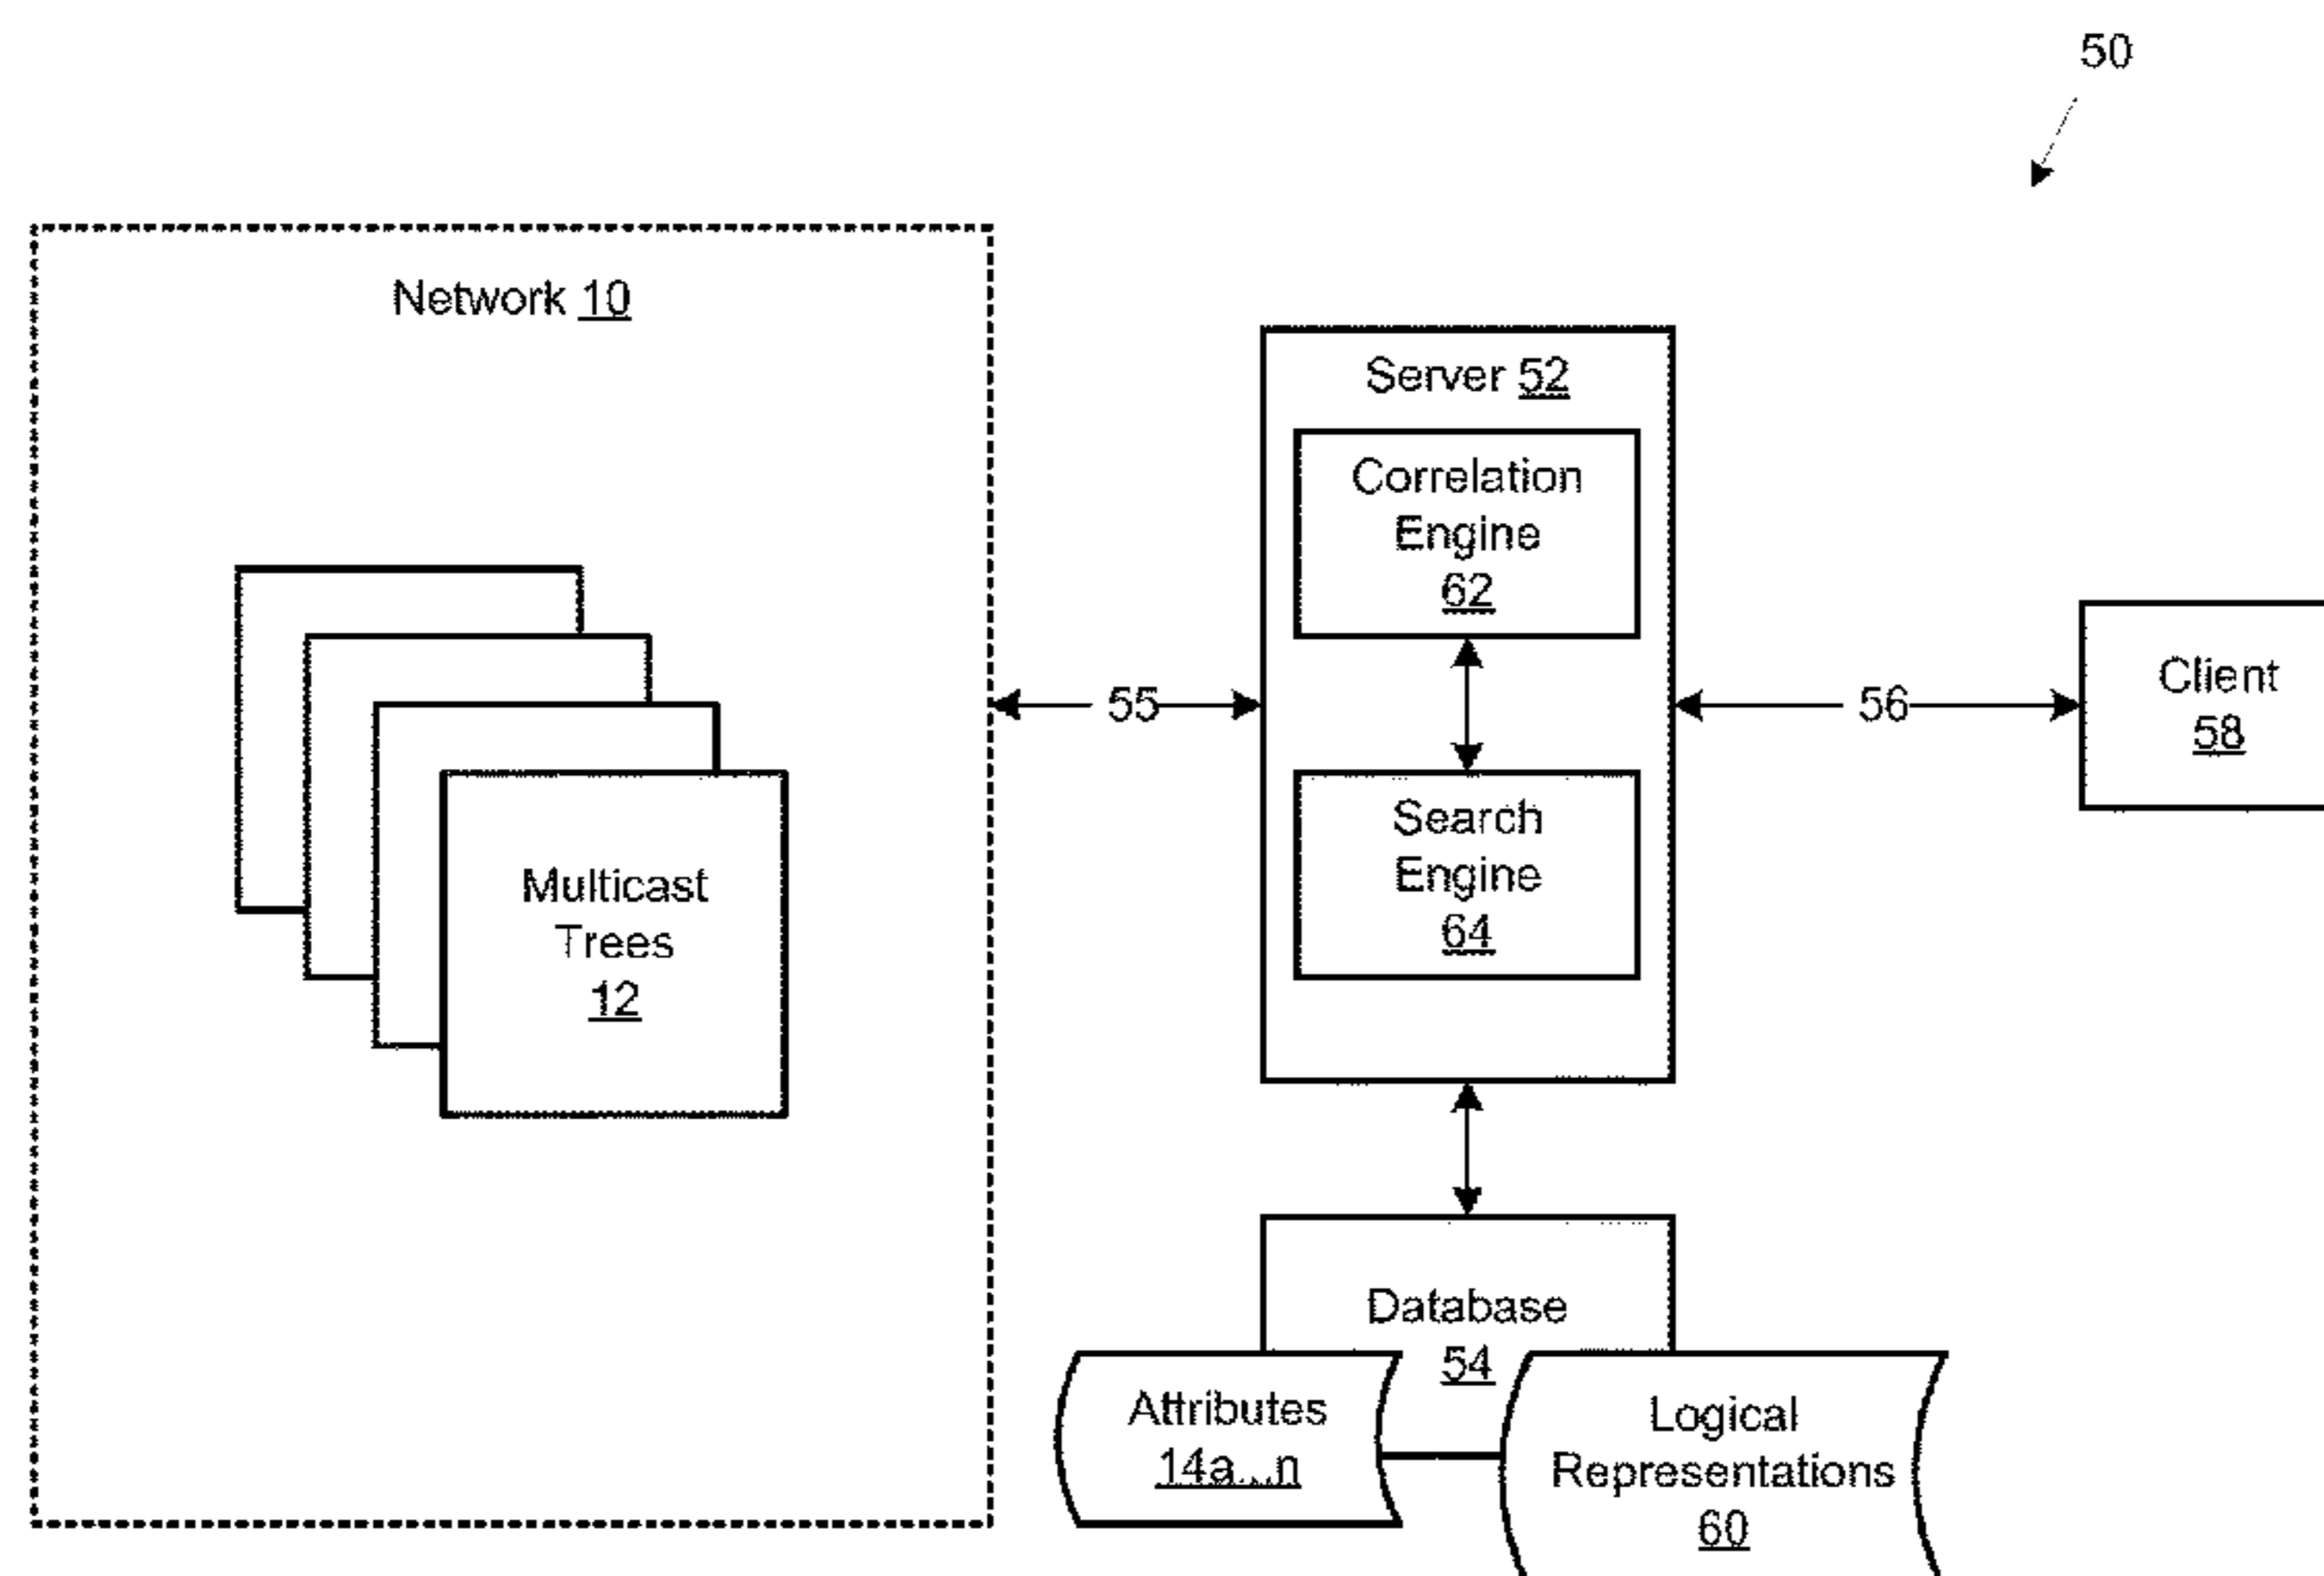 50
Network 10
Server 52
Correlation
Engine
62
55
56
Client
58
Search
Engine
64
Multicast
Trees
12
Database
54
Attributes
14a...n
Logical
Representations
60